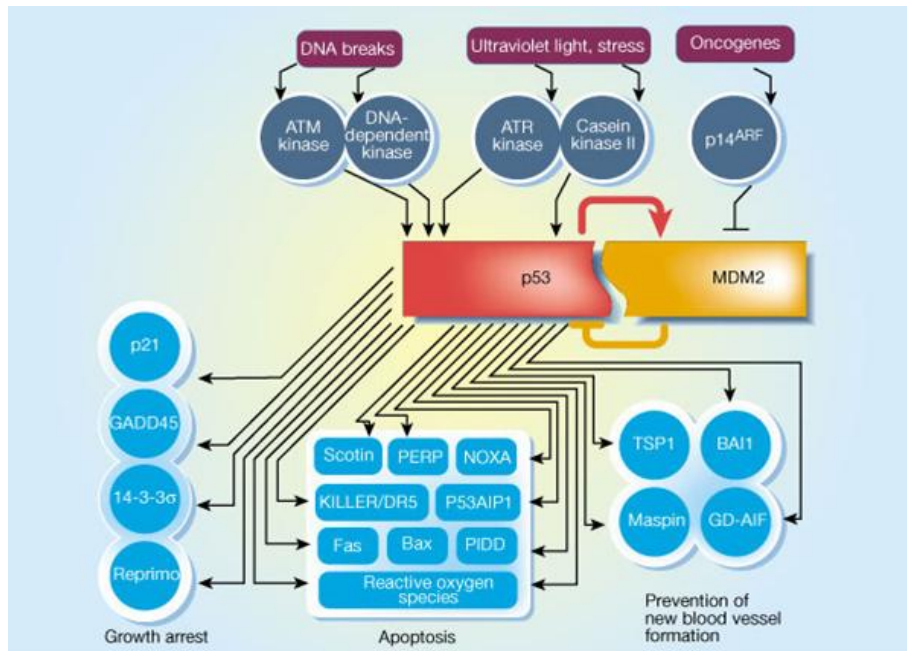 DNA breaks
Ultraviolet light, stress
Oncogenes
ATM
kinase
DNA-
dependent
kinase
ATR
kinase
Casein
kinase II
p14ARF
p53
MDM2
p21
GADD45
14-3-3σ
Reprimo
Growth arrest
Scotin
PERP
NOXA
KILLER/DR5
P53AIP1
Fas
Bax
PIDD
Reactive oxygen
species
Apoptosis
TSP1
BAI1
Maspin
GD-AIF
Prevention of
new blood vessel
formation